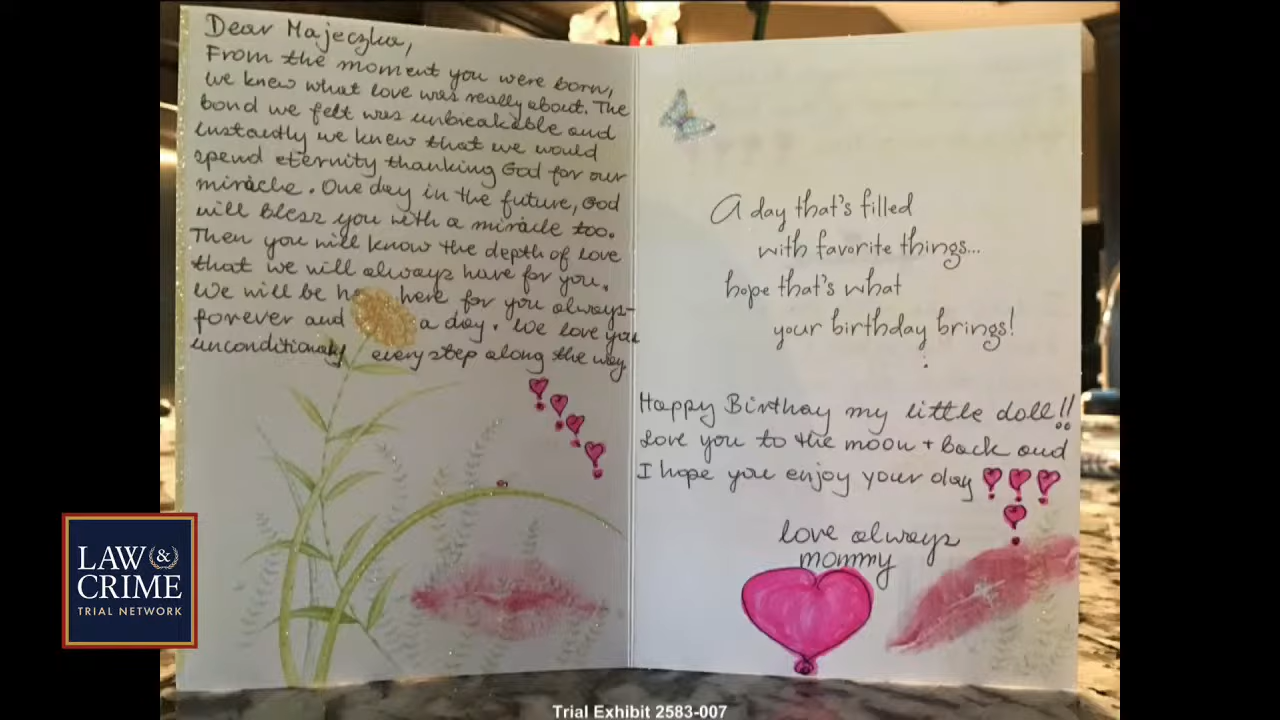 Dear Majeczka,
From the moment you were born,
we knew what love was really about. The
bond we felt was unbreakable and
instantly we knew that we would
spend eternity thanking God for our
miracle. One day in the future, God
will bless you with a miracle too.
Then you will know the depth of love
that we will always have for you.
We will be here for you always-
forever and a day. We love you
unconditionally every step along the way
A day that's filled
with favorite things...
hope that's what
your birthday brings!
Happy Birthay my little doll!!
Love you to the moon + back and
I hope you enjoy your day
love always
mommy
LAW &
CRIME
TRIAL NETWORK
Trial Exhibit 2583-007